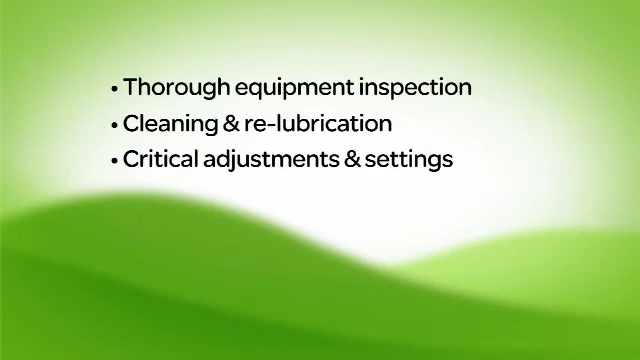 • Thorough equipment inspection
• Cleaning & re-lubrication
• Critical adjustments & settings